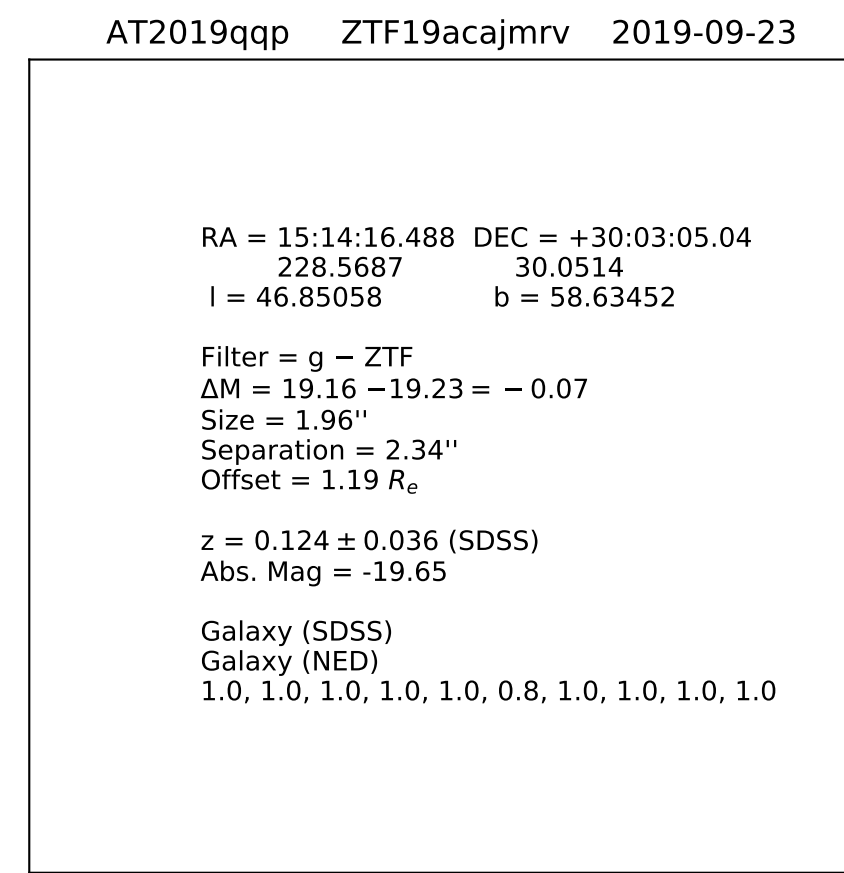 AT2019qqp ZTF19acajmrv 2019-09-23
RA = 15:14:16.488 DEC = +30:03:05.04
228.5687 30.0514
l = 46.85058 b = 58.63452
Filter = g − ZTF
ΔM = 19.16 −19.23 = − 0.07
Size = 1.96''
Separation = 2.34''
Offset = 1.19 Rₑ
z = 0.124 ± 0.036 (SDSS)
Abs. Mag = -19.65
Galaxy (SDSS)
Galaxy (NED)
1.0, 1.0, 1.0, 1.0, 1.0, 0.8, 1.0, 1.0, 1.0, 1.0